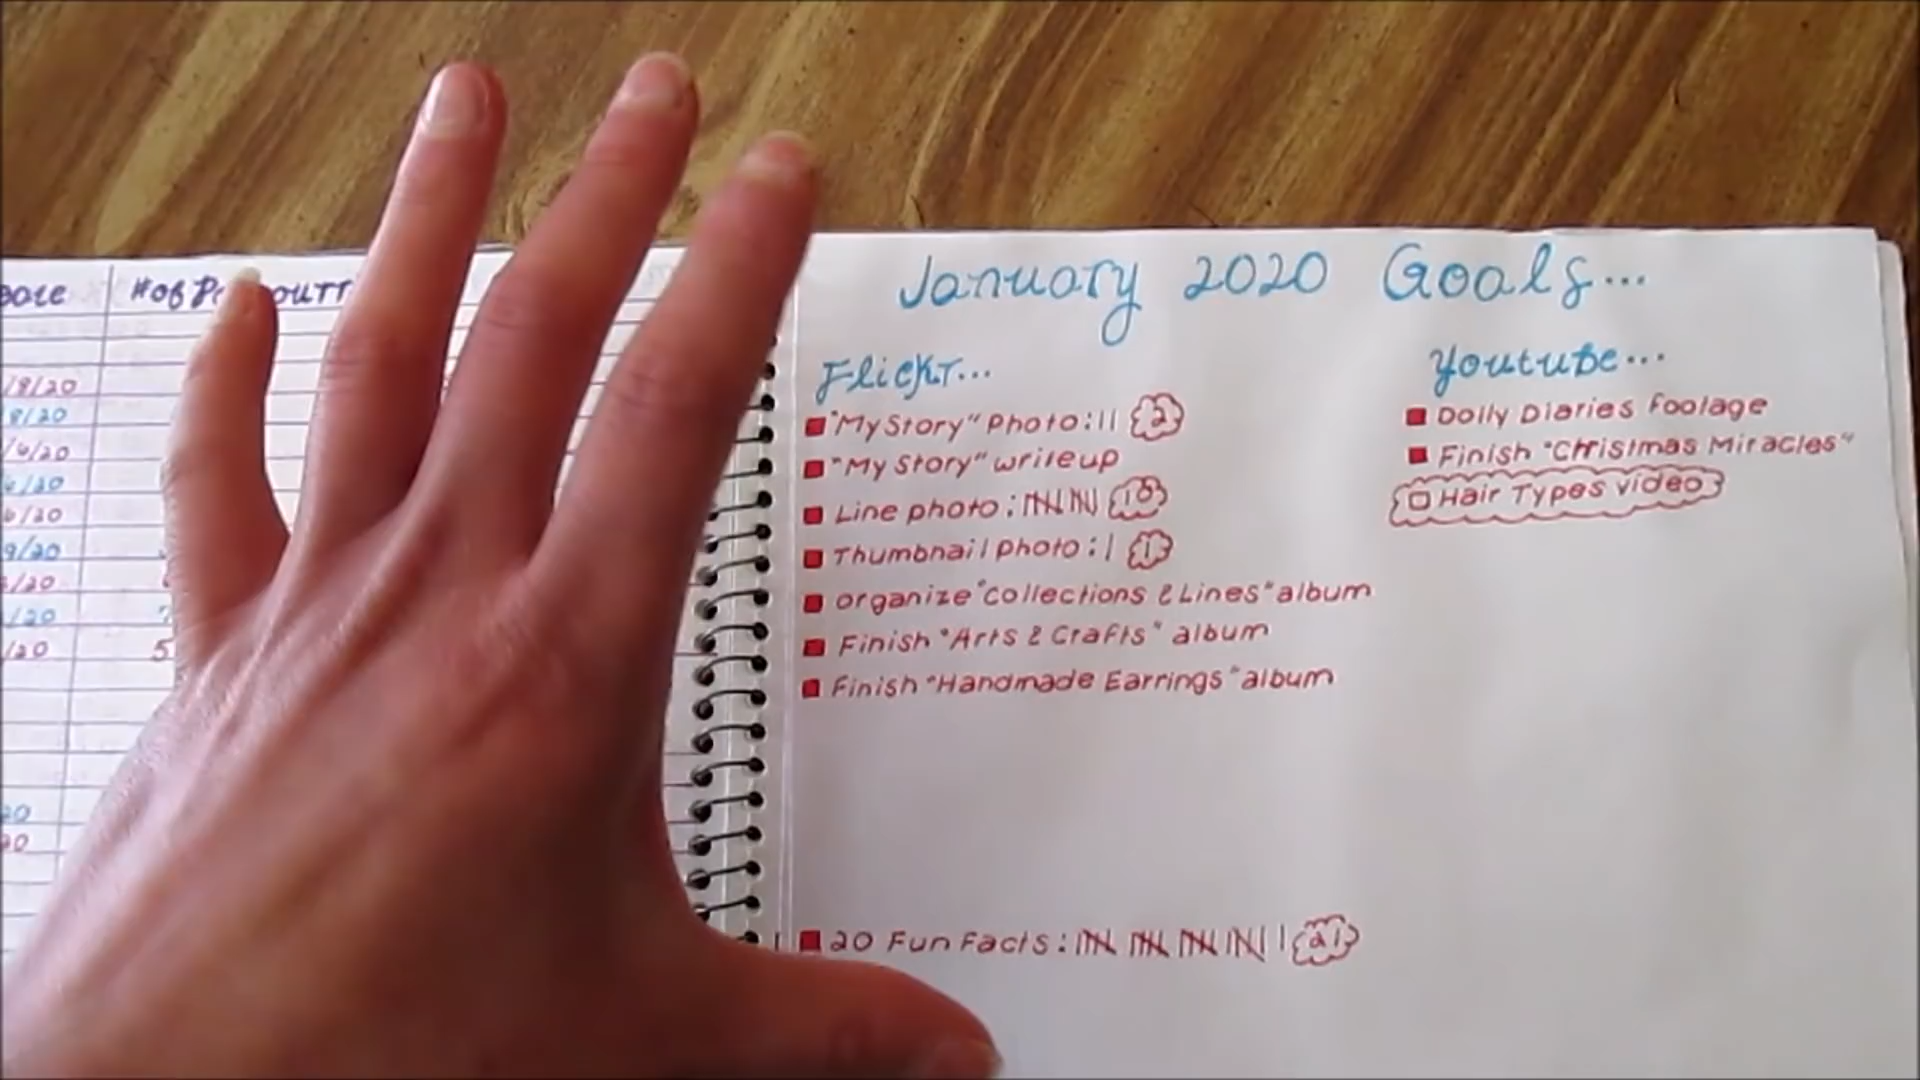 # of
/8/20
8/20
/6/20
6/20
9/20
/20
/20
/20
5
20
20
January 2020 Goals...
Flickr...
"My Story" Photo: || 2
"My Story" writeup
Line photo: 10
Thumbnail photo: | 1
organize "Collections & Lines" album
Finish "Arts & Crafts" album
Finish "Handmade Earrings" album
20 Fun Facts: 21
Youtube...
Dolly Diaries footage
Finish "Christmas Miracles"
Hair Types video